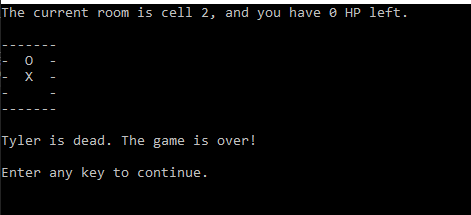 The current room is cell 2, and you have 0 HP left.
-------
-  O  -
-  X  -
-     -
-------
Tyler is dead. The game is over!
Enter any key to continue.